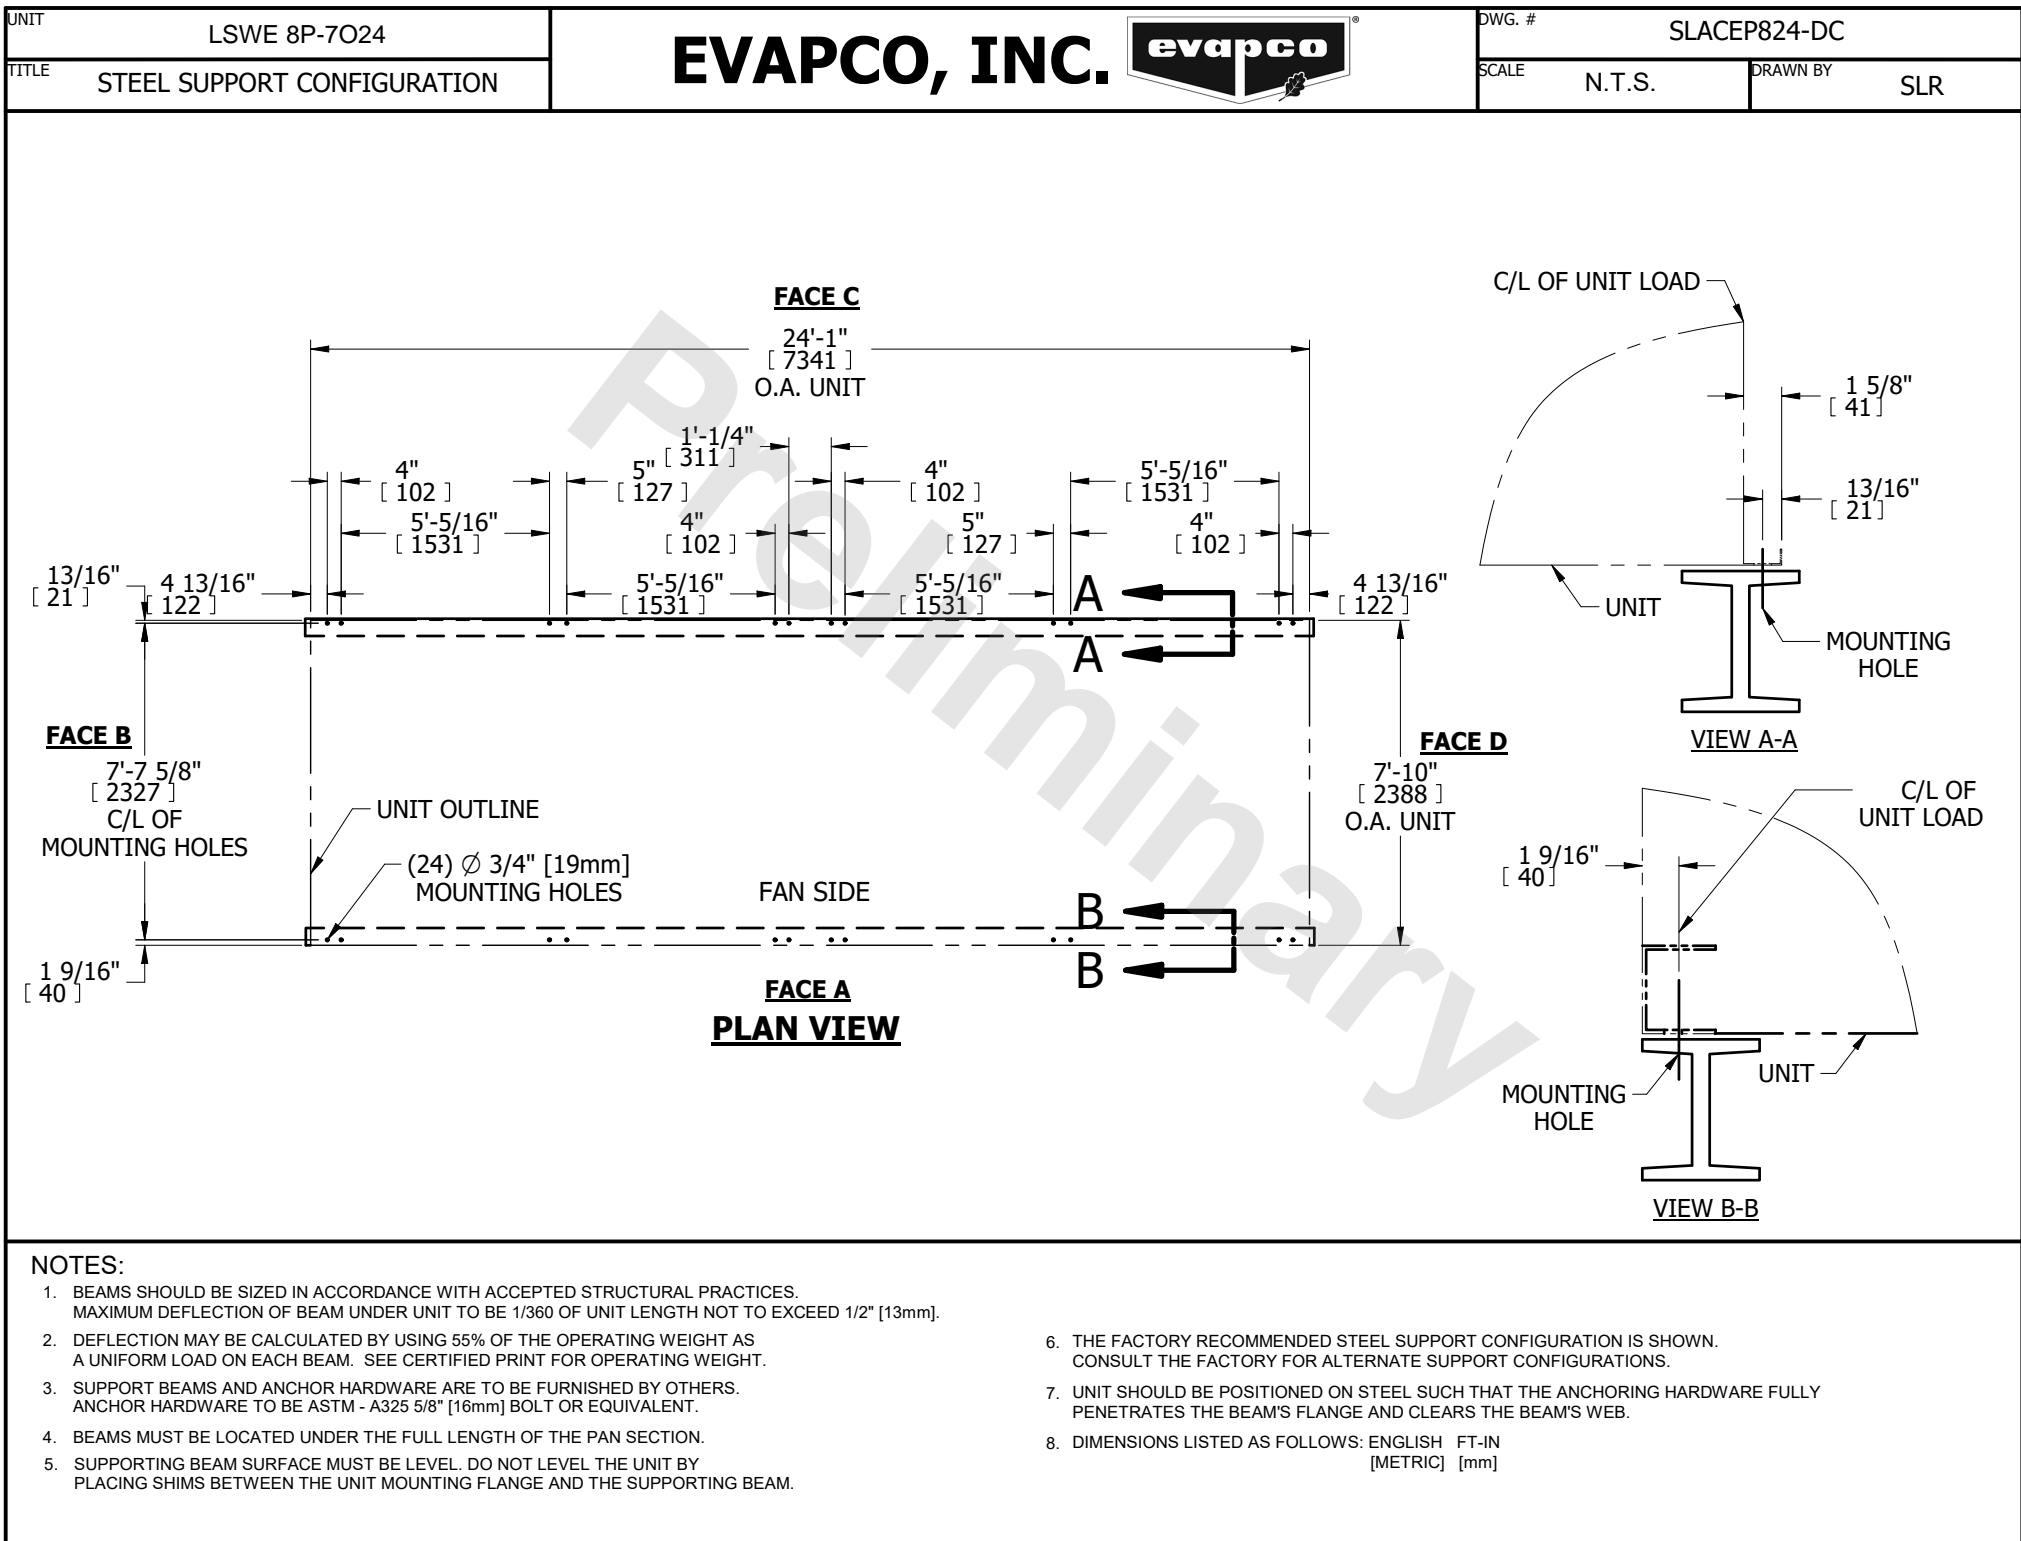 UNIT
LSWE 8P-7O24
TITLE
STEEL SUPPORT CONFIGURATION
EVAPCO, INC.
evapco
®
DWG. #
SLACEP824-DC
SCALE
N.T.S.
DRAWN BY
SLR
FACE C
24'-1"
[ 7341 ]
O.A. UNIT
1'-1/4"
[ 311 ]
4"
[ 102 ]
5"
[ 127 ]
4"
[ 102 ]
5'-5/16"
[ 1531 ]
5'-5/16"
[ 1531 ]
4"
[ 102 ]
5"
[ 127 ]
4"
[ 102 ]
13/16"
[ 21 ]
4 13/16"
[ 122 ]
5'-5/16"
[ 1531 ]
5'-5/16"
[ 1531 ]
4 13/16"
[ 122 ]
A
A
FACE B
7'-7 5/8"
[ 2327 ]
C/L OF
MOUNTING HOLES
UNIT OUTLINE
(24) Ø 3/4" [19mm]
MOUNTING HOLES
FAN SIDE
FACE D
7'-10"
[ 2388 ]
O.A. UNIT
B
B
1 9/16"
[ 40 ]
FACE A
PLAN VIEW
Preliminary
C/L OF UNIT LOAD
1 5/8"
[ 41 ]
13/16"
[ 21 ]
UNIT
MOUNTING
HOLE
VIEW A-A
C/L OF
UNIT LOAD
1 9/16"
[ 40 ]
UNIT
MOUNTING
HOLE
VIEW B-B
NOTES:
1. BEAMS SHOULD BE SIZED IN ACCORDANCE WITH ACCEPTED STRUCTURAL PRACTICES.
MAXIMUM DEFLECTION OF BEAM UNDER UNIT TO BE 1/360 OF UNIT LENGTH NOT TO EXCEED 1/2" [13mm].
2. DEFLECTION MAY BE CALCULATED BY USING 55% OF THE OPERATING WEIGHT AS
A UNIFORM LOAD ON EACH BEAM. SEE CERTIFIED PRINT FOR OPERATING WEIGHT.
3. SUPPORT BEAMS AND ANCHOR HARDWARE ARE TO BE FURNISHED BY OTHERS.
ANCHOR HARDWARE TO BE ASTM - A325 5/8" [16mm] BOLT OR EQUIVALENT.
4. BEAMS MUST BE LOCATED UNDER THE FULL LENGTH OF THE PAN SECTION.
5. SUPPORTING BEAM SURFACE MUST BE LEVEL. DO NOT LEVEL THE UNIT BY
PLACING SHIMS BETWEEN THE UNIT MOUNTING FLANGE AND THE SUPPORTING BEAM.
6. THE FACTORY RECOMMENDED STEEL SUPPORT CONFIGURATION IS SHOWN.
CONSULT THE FACTORY FOR ALTERNATE SUPPORT CONFIGURATIONS.
7. UNIT SHOULD BE POSITIONED ON STEEL SUCH THAT THE ANCHORING HARDWARE FULLY
PENETRATES THE BEAM'S FLANGE AND CLEARS THE BEAM'S WEB.
8. DIMENSIONS LISTED AS FOLLOWS: ENGLISH FT-IN
[METRIC] [mm]